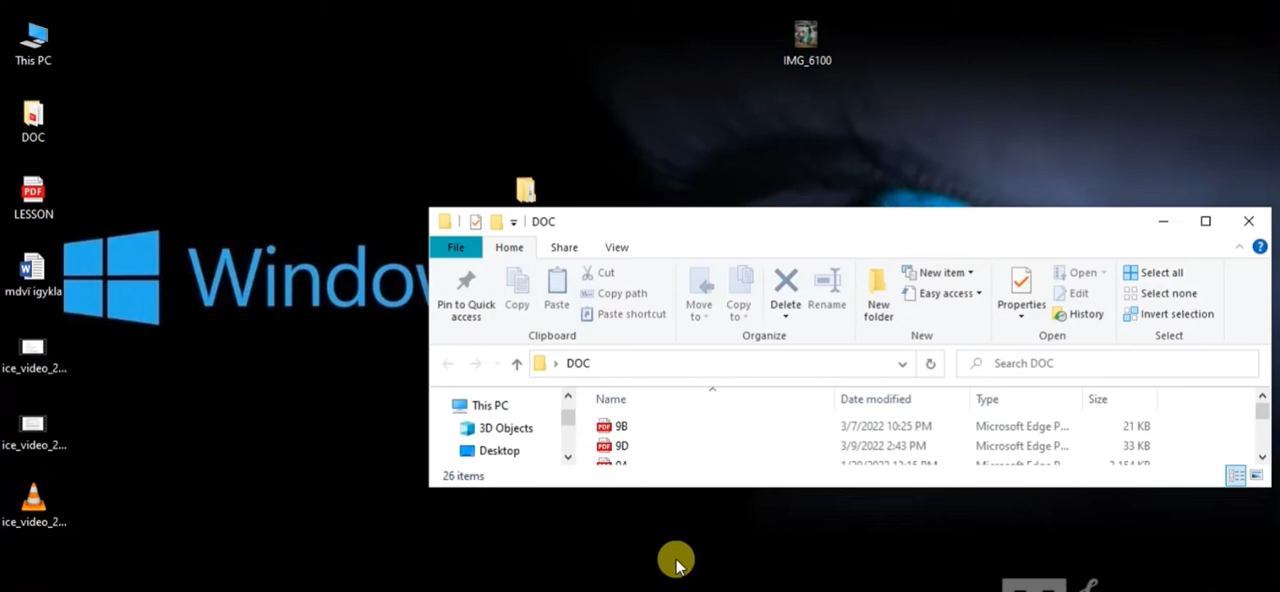 This PC
IMG_6100
DOC
LESSON
Window
mdvī igykla
ice_video_2...
ice_video_2...
ice_video_2...
DOC
File Home Share View
Pin to Quick access
Copy
Paste
Cut
Copy path
Paste shortcut
Clipboard
Move to
Copy to
Delete
Rename
Organize
New folder
New item
Easy access
New
Properties
Open
Edit
History
Open
Select all
Select none
Invert selection
Select
DOC
Search DOC
This PC
3D Objects
Desktop
Name Date modified Type Size
9B 3/7/2022 10:25 PM Microsoft Edge P... 21 KB
9D 3/9/2022 2:43 PM Microsoft Edge P... 33 KB
26 items